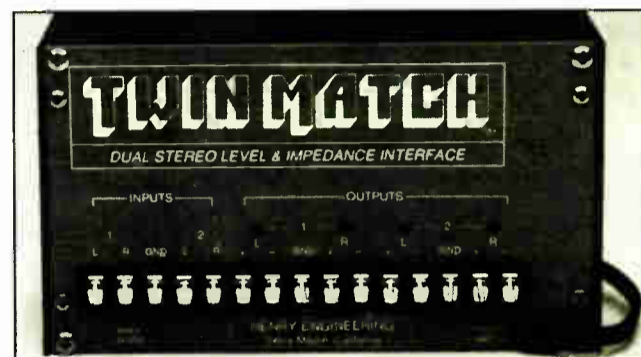 TWIN MATCH
DUAL STEREO LEVEL & IMPEDANCE INTERFACE
INPUTS OUTPUTS
1 2 1 2
L R GND L R L GND R L GND R
HENRY ENGINEERING